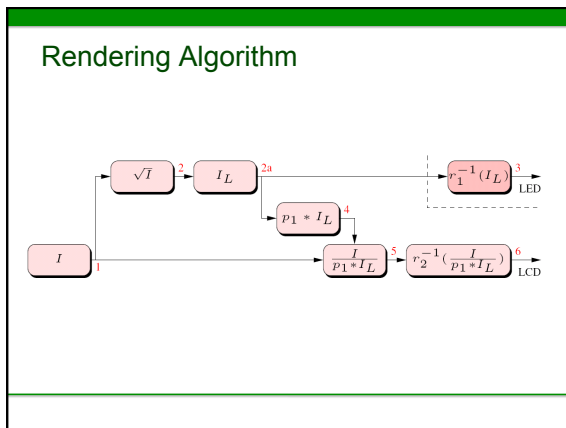 Rendering Algorithm
√I 2 I_L 2a r_1^{-1}(I_L) 3
LED
p_1 * I_L 4
I 1 I/(p_1*I_L) 5 r_2^{-1}(I/(p_1*I_L)) 6
LCD